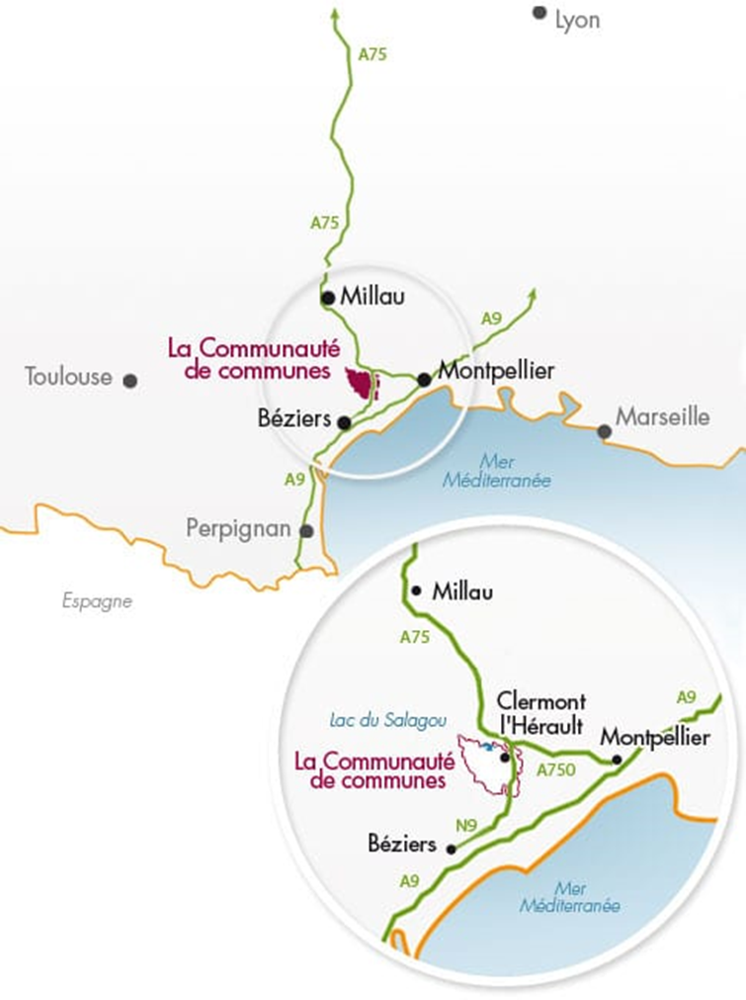 Lyon
A75
A75
Millau
A9
La Communauté
de communes
Toulouse
Montpellier
Béziers
Marseille
Mer
Méditerranée
A9
Perpignan
Espagne
Millau
A75
Clermont
l'Hérault
A9
Lac du Salagou
Montpellier
La Communauté
de communes
A750
N9
Béziers
A9
Mer
Méditerranée